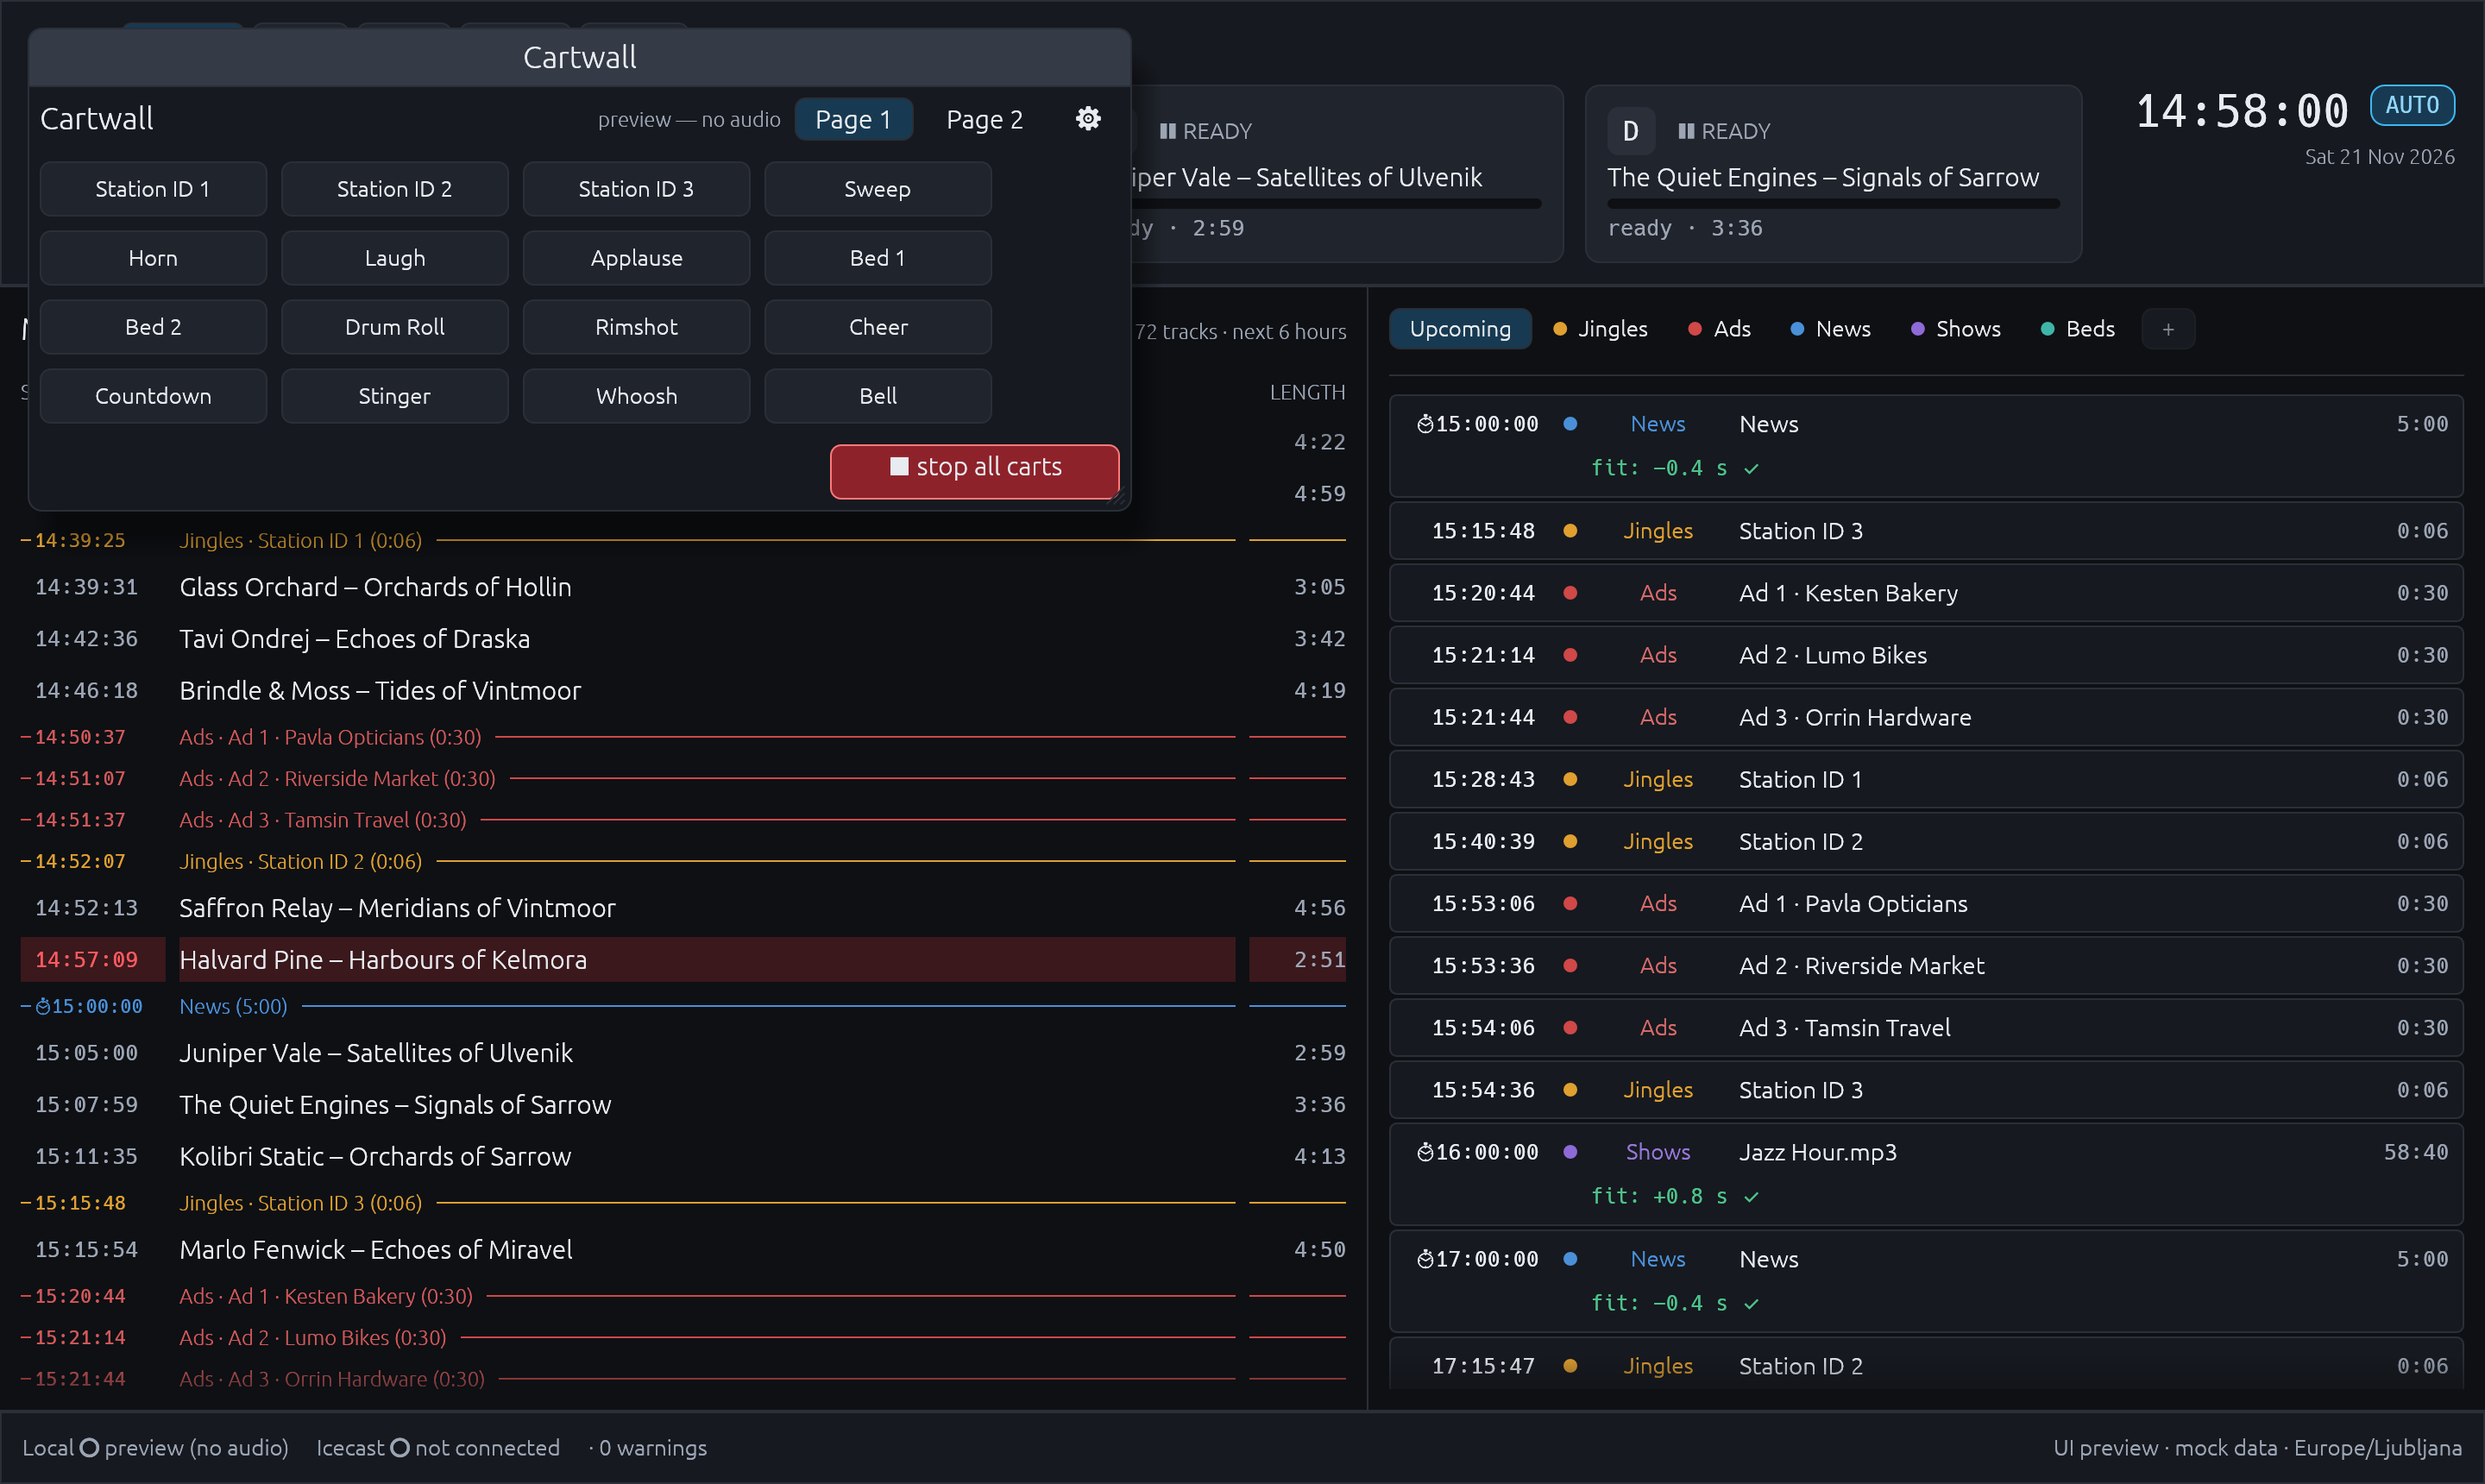 Cartwall
Cartwall
preview — no audio
Page 1
Page 2
Station ID 1
Station ID 2
Station ID 3
Sweep
Horn
Laugh
Applause
Bed 1
Bed 2
Drum Roll
Rimshot
Cheer
Countdown
Stinger
Whoosh
Bell
stop all carts
READY
Vale – Satellites of Ulvenik
· 2:59
D
READY
The Quiet Engines – Signals of Sarrow
ready · 3:36
14:58:00
AUTO
Sat 21 Nov 2026
72 tracks · next 6 hours
LENGTH
4:22
4:59
14:39:25 Jingles · Station ID 1 (0:06)
14:39:31 Glass Orchard – Orchards of Hollin 3:05
14:42:36 Tavi Ondrej – Echoes of Draska 3:42
14:46:18 Brindle & Moss – Tides of Vintmoor 4:19
14:50:37 Ads · Ad 1 · Pavla Opticians (0:30)
14:51:07 Ads · Ad 2 · Riverside Market (0:30)
14:51:37 Ads · Ad 3 · Tamsin Travel (0:30)
14:52:07 Jingles · Station ID 2 (0:06)
14:52:13 Saffron Relay – Meridians of Vintmoor 4:56
14:57:09 Halvard Pine – Harbours of Kelmora 2:51
15:00:00 News (5:00)
15:05:00 Juniper Vale – Satellites of Ulvenik 2:59
15:07:59 The Quiet Engines – Signals of Sarrow 3:36
15:11:35 Kolibri Static – Orchards of Sarrow 4:13
15:15:48 Jingles · Station ID 3 (0:06)
15:15:54 Marlo Fenwick – Echoes of Miravel 4:50
15:20:44 Ads · Ad 1 · Kesten Bakery (0:30)
15:21:14 Ads · Ad 2 · Lumo Bikes (0:30)
15:21:44 Ads · Ad 3 · Orrin Hardware (0:30)
Upcoming
Jingles
Ads
News
Shows
Beds
+
15:00:00 News News 5:00
fit: −0.4 s ✓
15:15:48 Jingles Station ID 3 0:06
15:20:44 Ads Ad 1 · Kesten Bakery 0:30
15:21:14 Ads Ad 2 · Lumo Bikes 0:30
15:21:44 Ads Ad 3 · Orrin Hardware 0:30
15:28:43 Jingles Station ID 1 0:06
15:40:39 Jingles Station ID 2 0:06
15:53:06 Ads Ad 1 · Pavla Opticians 0:30
15:53:36 Ads Ad 2 · Riverside Market 0:30
15:54:06 Ads Ad 3 · Tamsin Travel 0:30
15:54:36 Jingles Station ID 3 0:06
16:00:00 Shows Jazz Hour.mp3 58:40
fit: +0.8 s ✓
17:00:00 News News 5:00
fit: −0.4 s ✓
17:15:47 Jingles Station ID 2 0:06
Local preview (no audio)
Icecast not connected
· 0 warnings
UI preview · mock data · Europe/Ljubljana